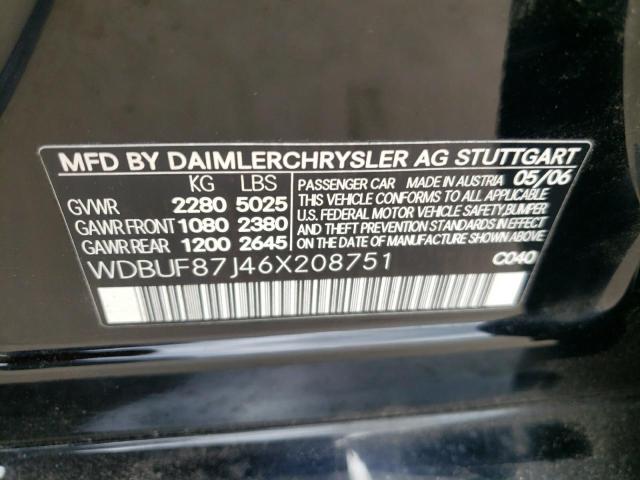 MFD BY DAIMLERCHRYSLER AG STUTTGART
KG LBS
GVWR 2280 5025
GAWR FRONT 1080 2380
GAWR REAR 1200 2645
PASSENGER CAR MADE IN AUSTRIA 05/06
THIS VEHICLE CONFORMS TO ALL APPLICABLE
U.S. FEDERAL MOTOR VEHICLE SAFETY, BUMPER
AND THEFT PREVENTION STANDARDS IN EFFECT
ON THE DATE OF MANUFACTURE SHOWN ABOVE.
WDBUF87J46X208751
C040